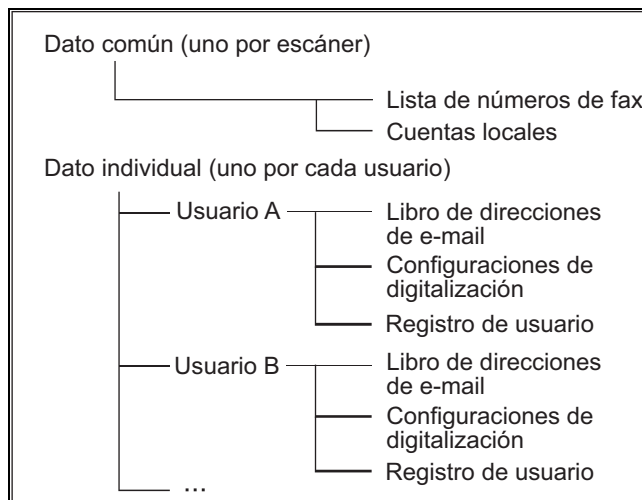 Dato común (uno por escáner)
Lista de números de fax
Cuentas locales
Dato individual (uno por cada usuario)
Usuario A
Libro de direcciones
de e-mail
Configuraciones de
digitalización
Registro de usuario
Usuario B
Libro de direcciones
de e-mail
Configuraciones de
digitalización
Registro de usuario
...